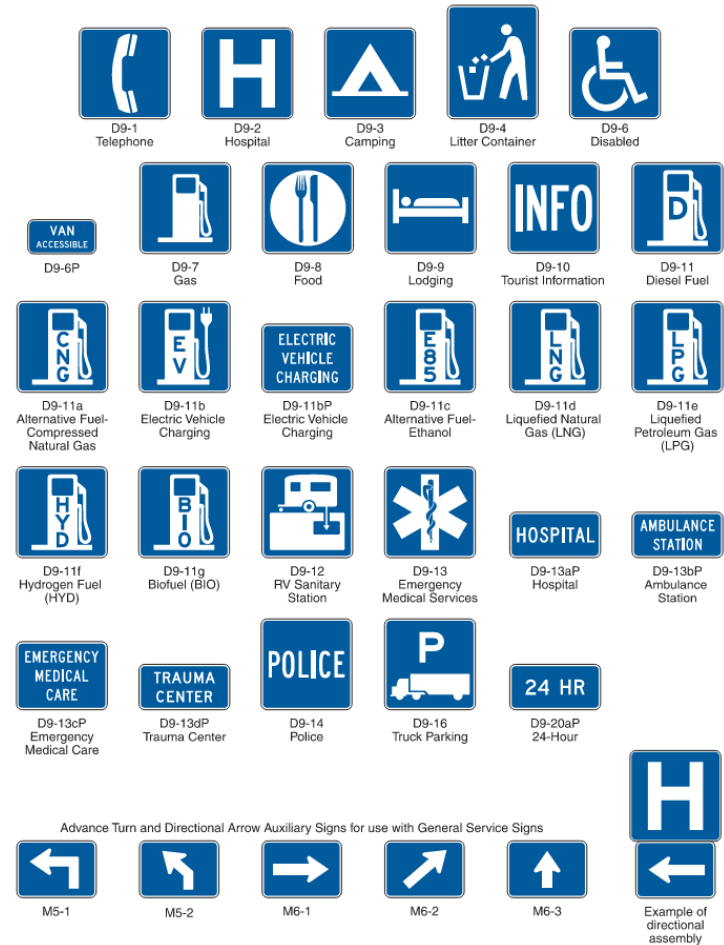 H
D9-1
Telephone
D9-2
Hospital
D9-3
Camping
D9-4
Litter Container
D9-6
Disabled
VAN
ACCESSIBLE
INFO
D
D9-6P
D9-7
Gas
D9-8
Food
D9-9
Lodging
D9-10
Tourist Information
D9-11
Diesel Fuel
CNG
EV
ELECTRIC
VEHICLE
CHARGING
E85
LNG
LPG
D9-11a
Alternative Fuel-
Compressed
Natural Gas
D9-11b
Electric Vehicle
Charging
D9-11bP
Electric Vehicle
Charging
D9-11c
Alternative Fuel-
Ethanol
D9-11d
Liquefied Natural
Gas (LNG)
D9-11e
Liquefied
Petroleum Gas
(LPG)
HYD
BIO
HOSPITAL
AMBULANCE
STATION
D9-11f
Hydrogen Fuel
(HYD)
D9-11g
Biofuel (BIO)
D9-12
RV Sanitary
Station
D9-13
Emergency
Medical Services
D9-13aP
Hospital
D9-13bP
Ambulance
Station
EMERGENCY
MEDICAL
CARE
TRAUMA
CENTER
POLICE
P
24 HR
D9-13cP
Emergency
Medical Care
D9-13dP
Trauma Center
D9-14
Police
D9-16
Truck Parking
D9-20aP
24-Hour
H
Advance Turn and Directional Arrow Auxiliary Signs for use with General Service Signs
M5-1
M5-2
M6-1
M6-2
M6-3
Example of
directional
assembly